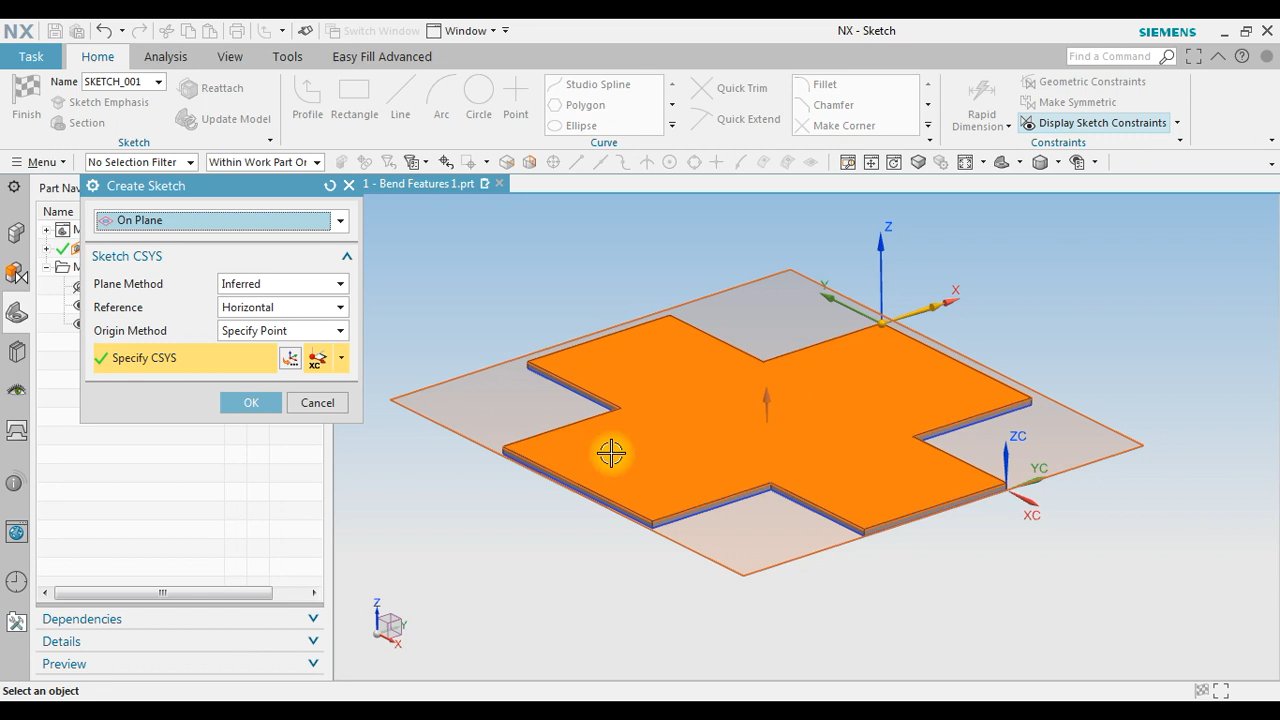 NX
Switch Window
Window
NX - Sketch
SIEMENS
Task
Home
Analysis
View
Tools
Easy Fill Advanced
Find a Command
Finish
Name
SKETCH_001
Sketch Emphasis
Section
Reattach
Update Model
Sketch
Profile
Rectangle
Line
Arc
Circle
Point
Studio Spline
Polygon
Ellipse
Quick Trim
Quick Extend
Fillet
Chamfer
Make Corner
Curve
Rapid
Dimension
Geometric Constraints
Make Symmetric
Display Sketch Constraints
Constraints
Menu
No Selection Filter
Within Work Part On
Part Nav
Name
Create Sketch
1 - Bend Features 1.prt
On Plane
Sketch CSYS
Plane Method
Inferred
Reference
Horizontal
Origin Method
Specify Point
Specify CSYS
XC
OK
Cancel
Z
Y
X
ZC
YC
XC
Z
Y
X
Dependencies
Details
Preview
Select an object